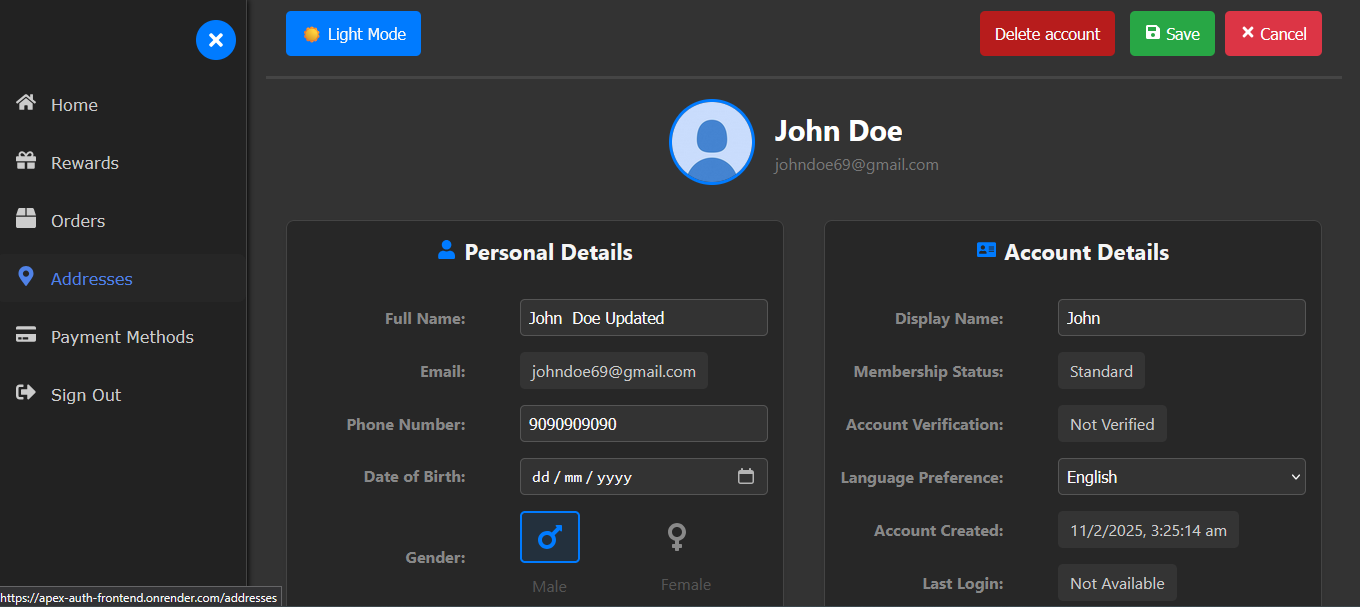 Light Mode
Delete account
Save
Cancel
Home
Rewards
Orders
Addresses
Payment Methods
Sign Out
John Doe
johndoe69@gmail.com
Personal Details
Full Name: John  Doe Updated
Email: johndoe69@gmail.com
Phone Number: 9090909090
Date of Birth: dd/mm/yyyy
Gender:
Male
Female
Account Details
Display Name: John
Membership Status: Standard
Account Verification: Not Verified
Language Preference: English
Account Created: 11/2/2025, 3:25:14 am
Last Login: Not Available
https://apex-auth-frontend.onrender.com/addresses